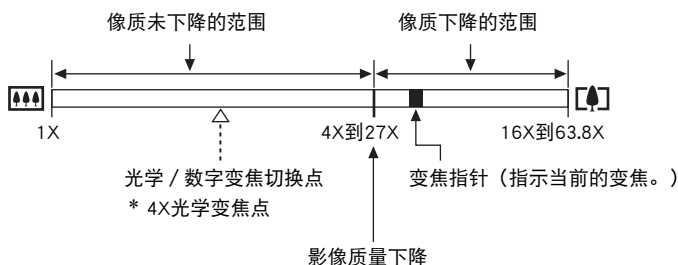 像质未下降的范围
像质下降的范围
1X
4X到27X
16X到63.8X
光学/数字变焦切换点
* 4X光学变焦点
变焦指针（指示当前的变焦。）
影像质量下降